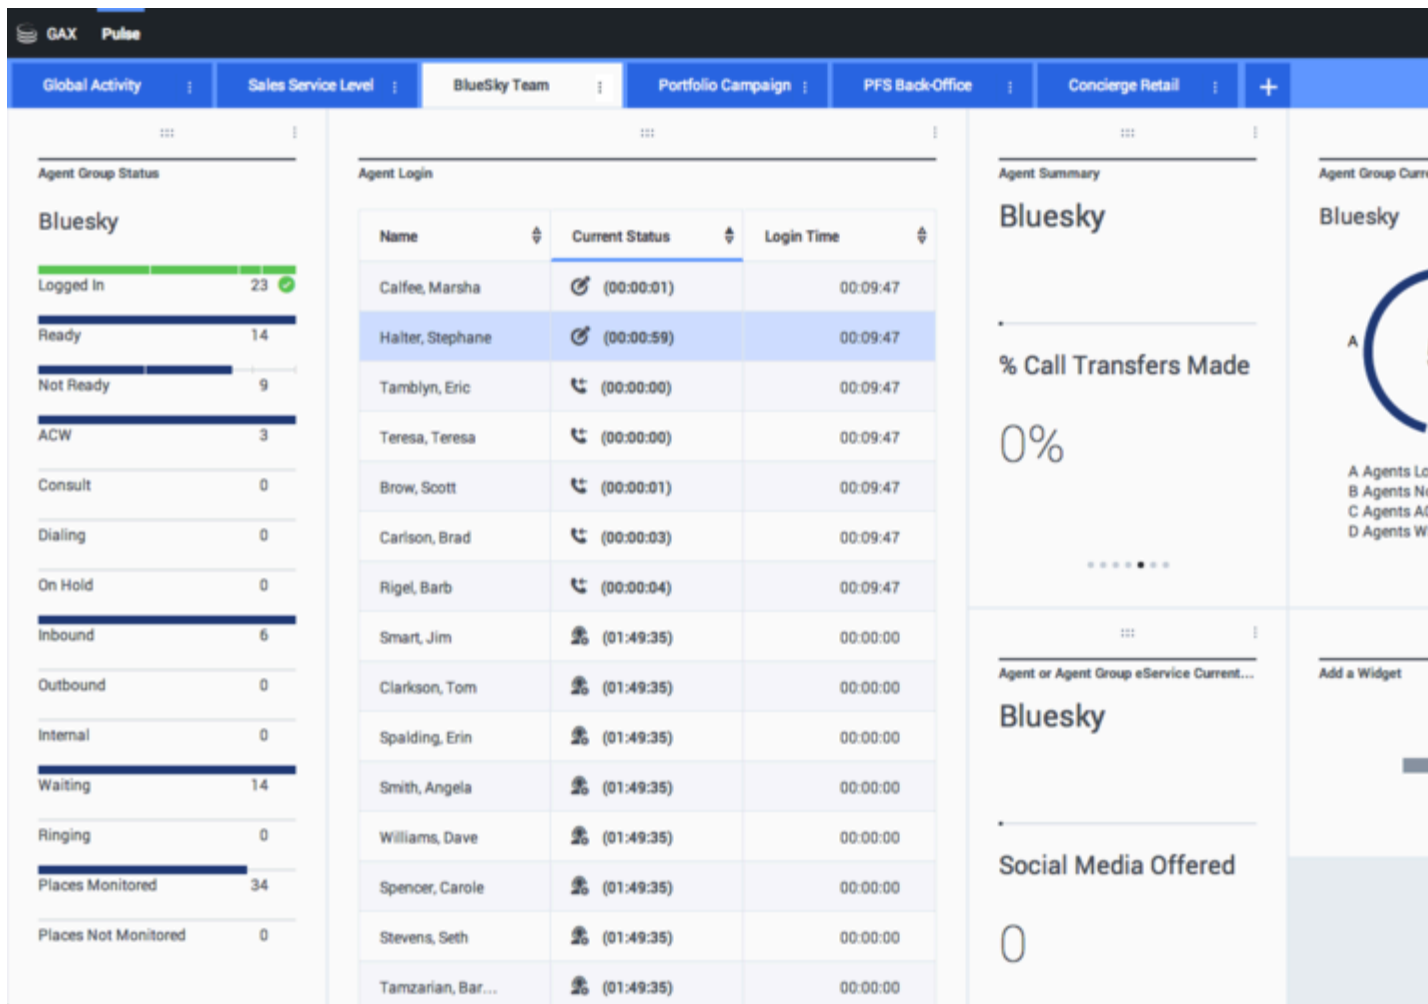 GAX Pulse
Global Activity Sales Service Level BlueSky Team Portfolio Campaign PFS Back-Office Concierge Retail +
Agent Group Status
Bluesky
Logged In 23
Ready 14
Not Ready 9
ACW 3
Consult 0
Dialing 0
On Hold 0
Inbound 6
Outbound 0
Internal 0
Waiting 14
Ringing 0
Places Monitored 34
Places Not Monitored 0
Agent Login
Name Current Status Login Time
Calfee, Marsha (00:00:01) 00:09:47
Halter, Stephane (00:00:59) 00:09:47
Tamblyn, Eric (00:00:00) 00:09:47
Teresa, Teresa (00:00:00) 00:09:47
Brow, Scott (00:00:01) 00:09:47
Carlson, Brad (00:00:03) 00:09:47
Rigel, Barb (00:00:04) 00:09:47
Smart, Jim (01:49:35) 00:00:00
Clarkson, Tom (01:49:35) 00:00:00
Spalding, Erin (01:49:35) 00:00:00
Smith, Angela (01:49:35) 00:00:00
Williams, Dave (01:49:35) 00:00:00
Spencer, Carole (01:49:35) 00:00:00
Stevens, Seth (01:49:35) 00:00:00
Tamzarian, Bar... (01:49:35) 00:00:00
Agent Summary
Bluesky
% Call Transfers Made
0%
Agent or Agent Group eService Current...
Bluesky
Social Media Offered
0
Agent Group Curr
Bluesky
A
A Agents Lo
B Agents N
C Agents A
D Agents W
Add a Widget